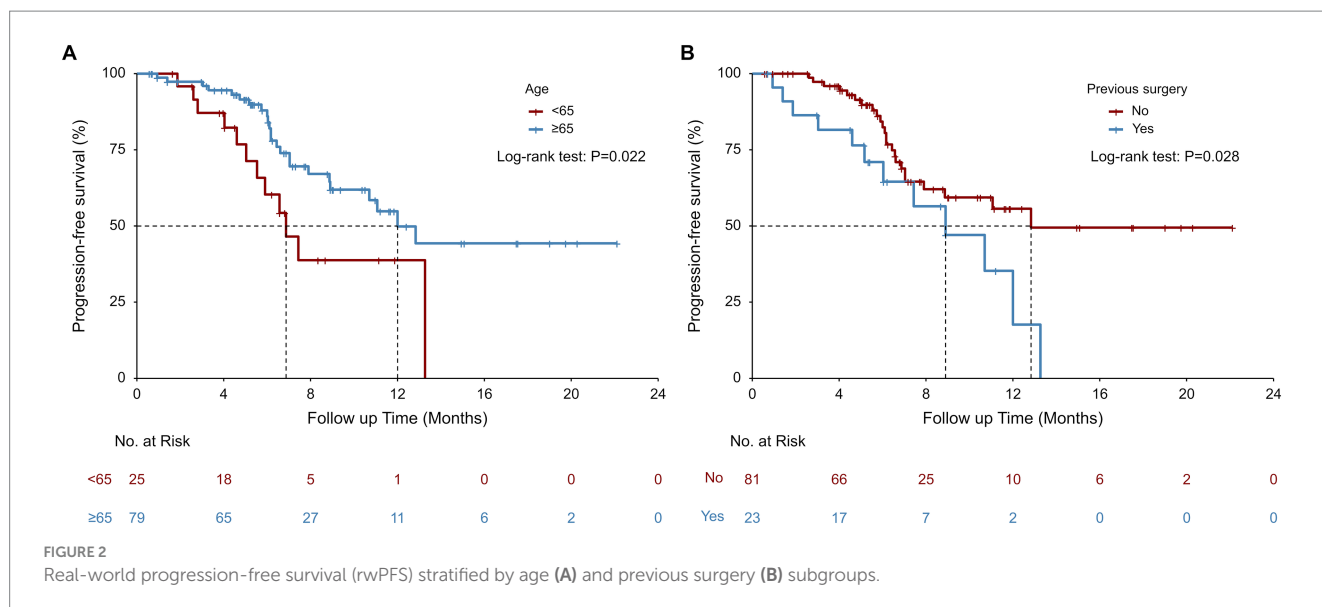 A
100
75
50
25
0
Progression-free survival (%)
Age
<65
≥65
Log-rank test: P=0.022
0 4 8 12 16 20 24
Follow up Time (Months)
No. at Risk
<65 25 18 5 1 0 0 0
≥65 79 65 27 11 6 2 0
B
100
75
50
25
0
Progression-free survival (%)
Previous surgery
No
Yes
Log-rank test: P=0.028
0 4 8 12 16 20 24
Follow up Time (Months)
No. at Risk
No 81 66 25 10 6 2 0
Yes 23 17 7 2 0 0 0
FIGURE 2
Real-world progression-free survival (rwPFS) stratified by age (A) and previous surgery (B) subgroups.